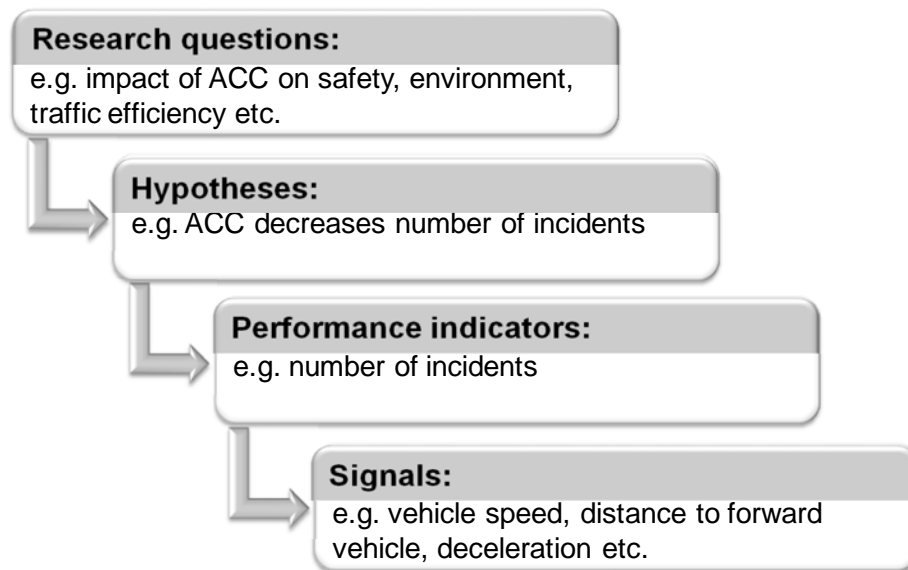 Research questions:
e.g. impact of ACC on safety, environment,
traffic efficiency etc.
Hypotheses:
e.g. ACC decreases number of incidents
Performance indicators:
e.g. number of incidents
Signals:
e.g. vehicle speed, distance to forward
vehicle, deceleration etc.